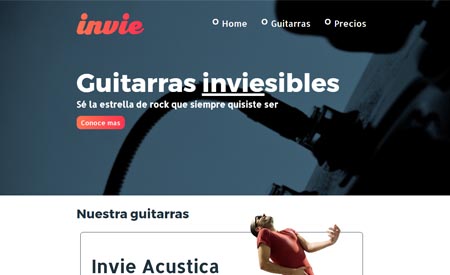 invie
Home
Guitarras
Precios
Guitarras inviesibles
Sé la estrella de rock que siempre quisiste ser
Conoce mas
Nuestra guitarras
Invie Acustica